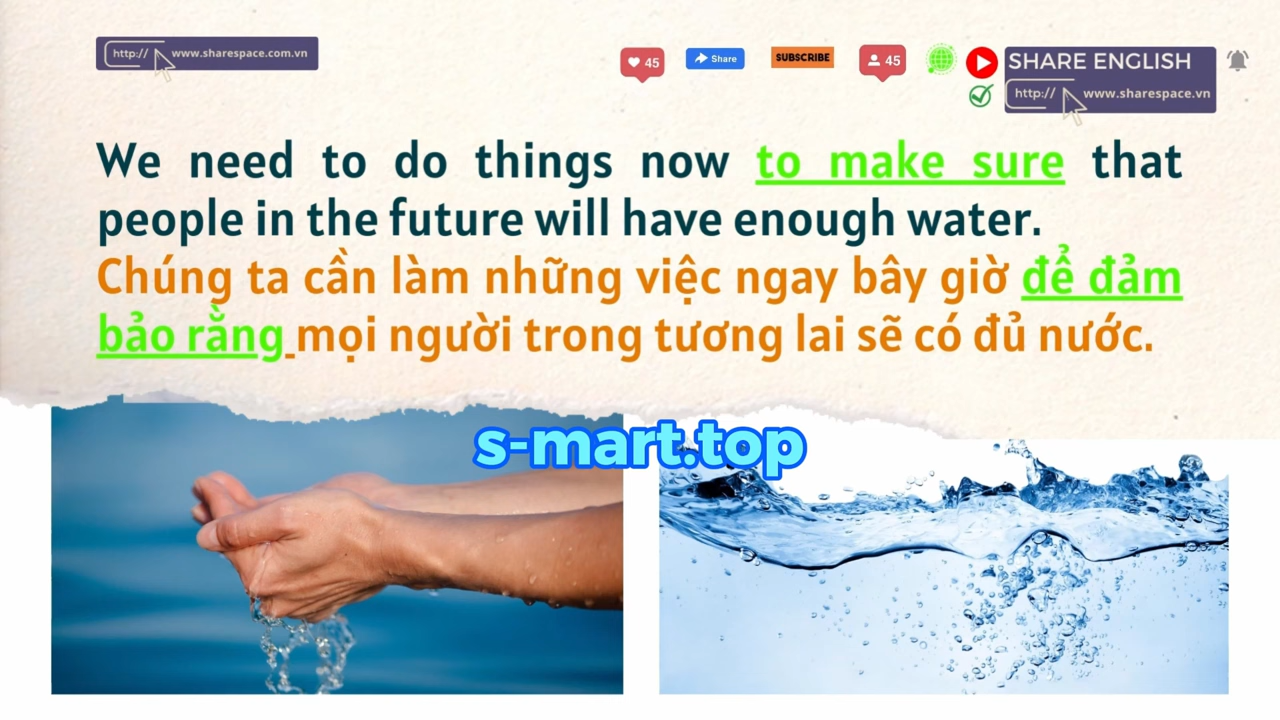 http:// www.sharespace.com.vn
45 Share SUBSCRIBE 45 SHARE ENGLISH
http:// www.sharespace.vn
We need to do things now to make sure that
people in the future will have enough water.
Chúng ta cần làm những việc ngay bây giờ để đảm
bảo rằng mọi người trong tương lai sẽ có đủ nước.
s-mart.top